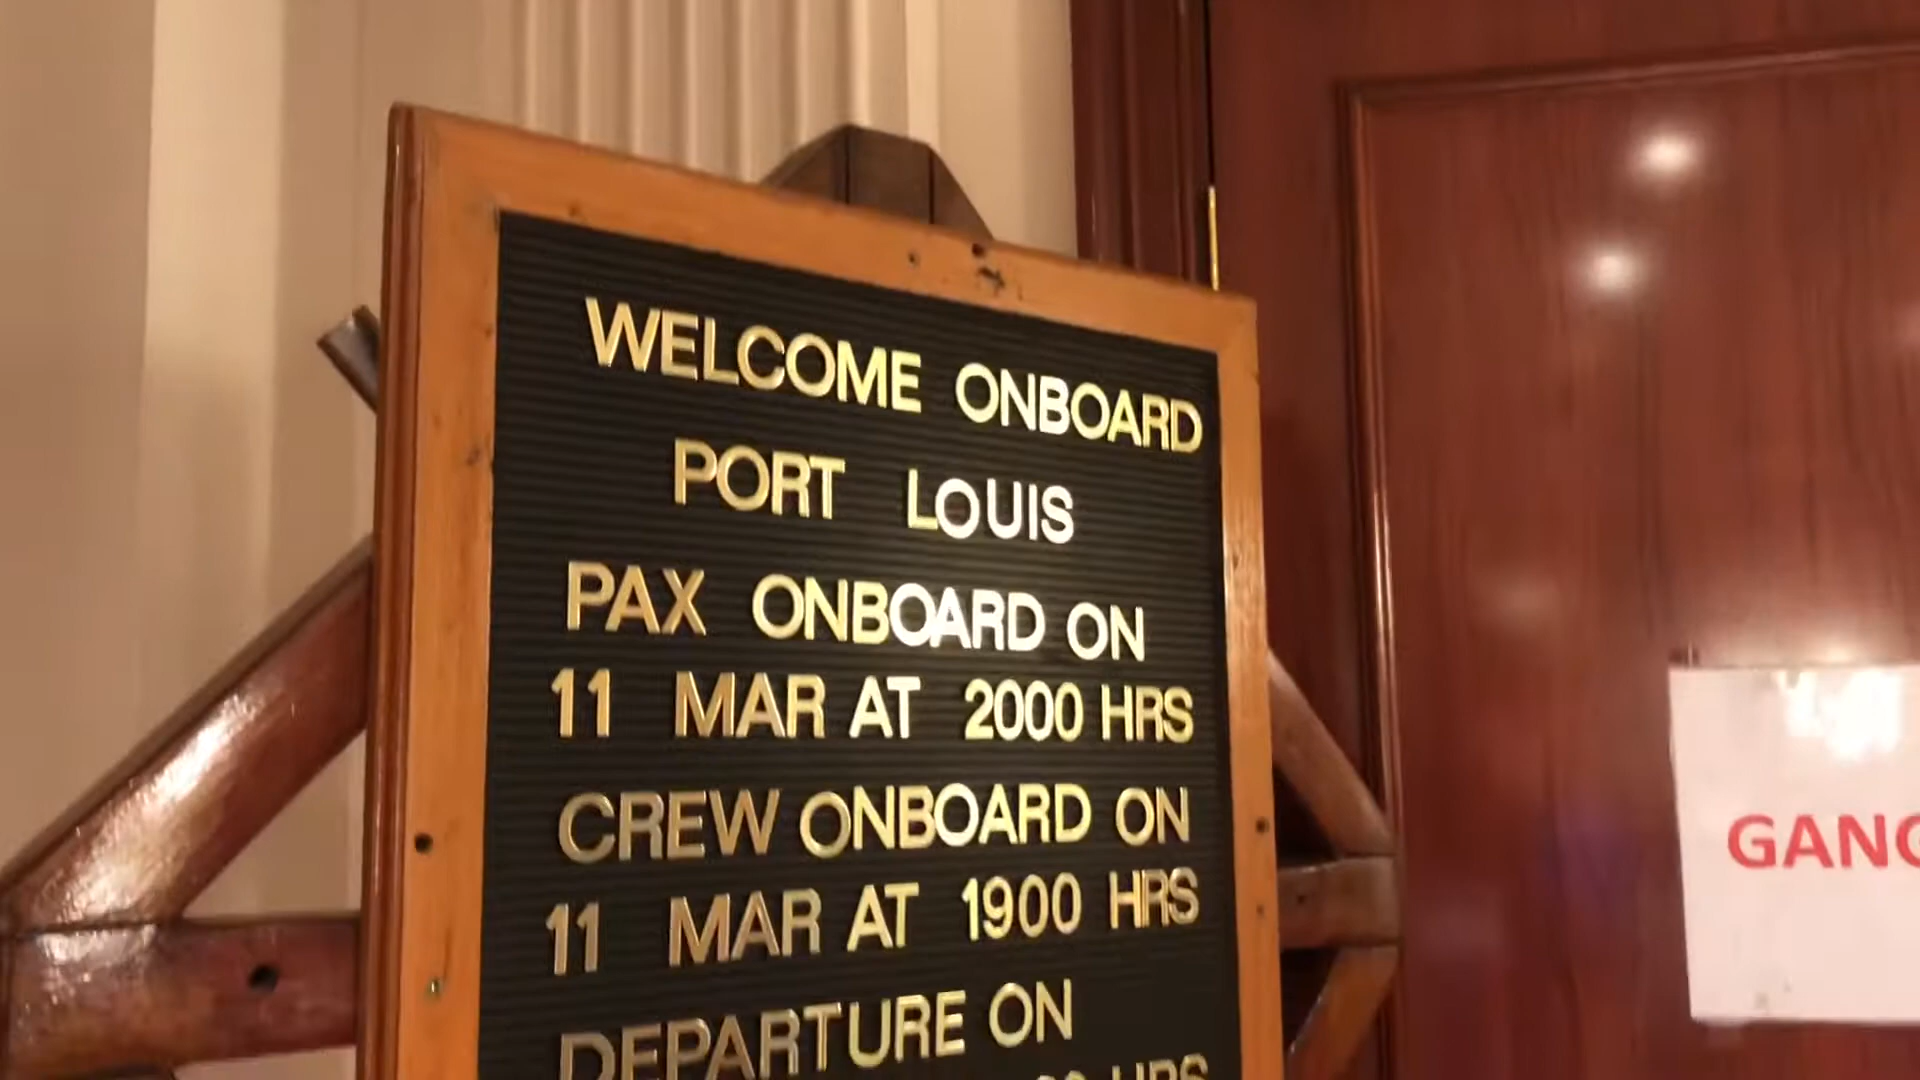 WELCOME ONBOARD
PORT LOUIS
PAX ONBOARD ON
11 MAR AT 2000 HRS
CREW ONBOARD ON
11 MAR AT 1900 HRS
DEPARTURE ON
HRS